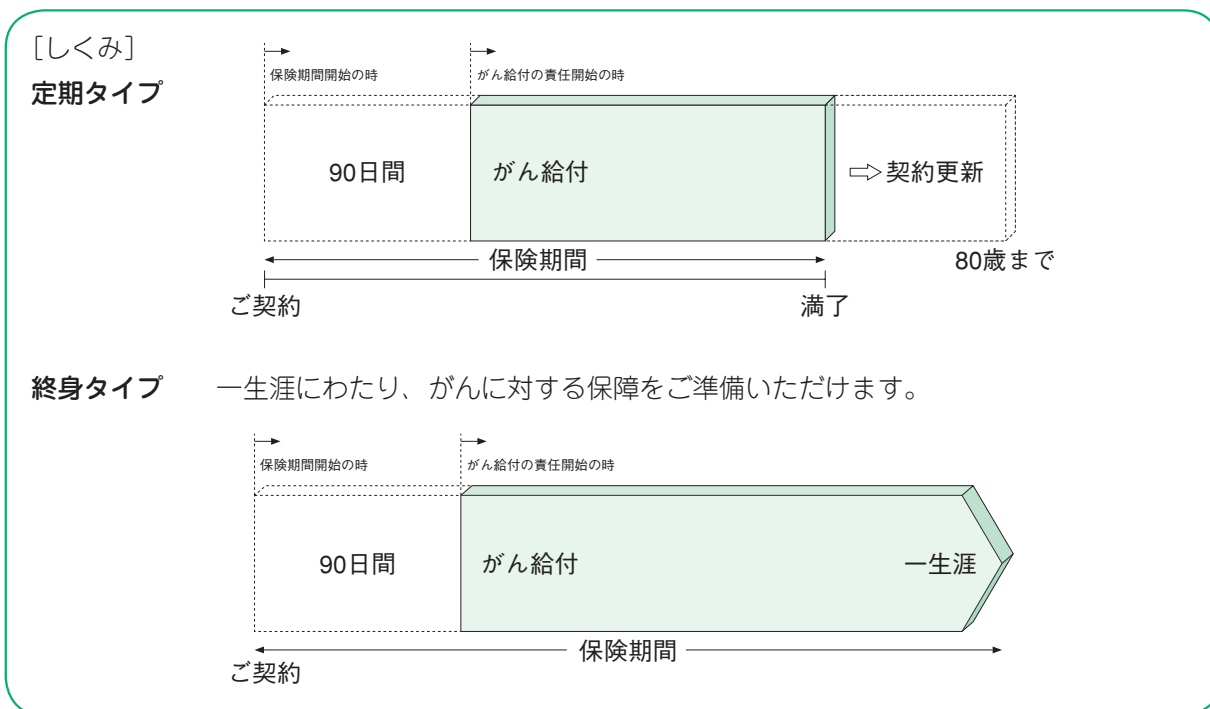 ［しくみ］
定期タイプ
保険期間開始の時
がん給付の責任開始の時
90日間
がん給付
⇨契約更新
保険期間
80歳まで
ご契約
満了
終身タイプ
一生涯にわたり、がんに対する保障をご準備いただけます。
保険期間開始の時
がん給付の責任開始の時
90日間
がん給付
一生涯
保険期間
ご契約